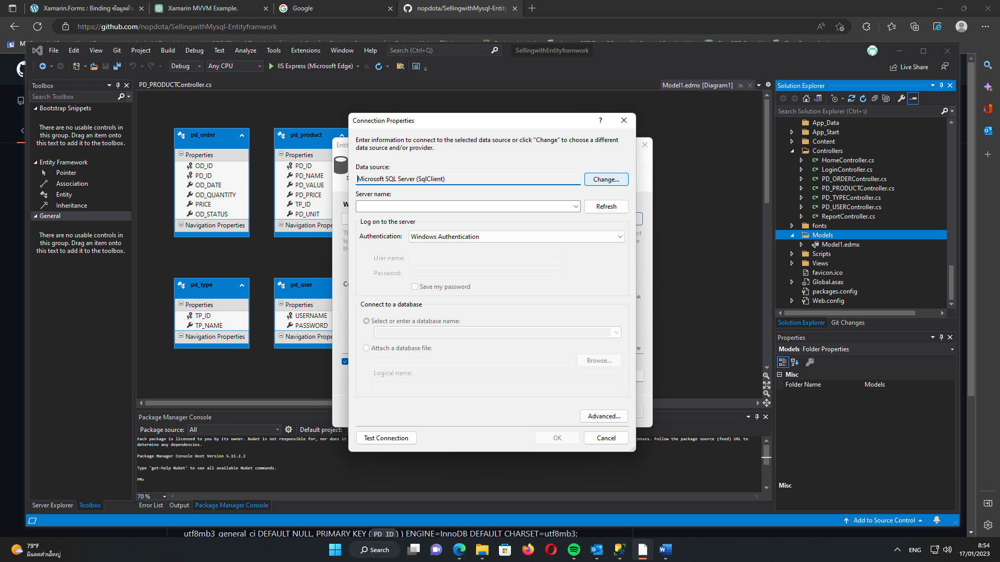 Xamarin.Forms : Binding ข้อมูลด้วย
Xamarin MVVM Example.
Google
nopdota/SellingwithMysql-Entity
https://github.com/nopdota/SellingwithMysql-Entityframwork
File Edit View Git Project Build Debug Test Analyze Tools Extensions Window Help Search (Ctrl+Q) SellingwithEntityframwork
Debug Any CPU IIS Express (Microsoft Edge) Live Share
Toolbox
Search Toolbox
Bootstrap Snippets
There are no usable controls in
this group. Drag an item onto
this text to add it to the toolbox.
Entity Framework
Pointer
Association
Entity
Inheritance
General
There are no usable controls in
this group. Drag an item onto
this text to add it to the toolbox.
Server Explorer Toolbox
PD_PRODUCTController.cs
Model1.edmx [Diagram1]
pd_order
Properties
OD_ID
PD_ID
OD_DATE
OD_QUANTITY
PRICE
OD_STATUS
Navigation Properties
pd_product
Properties
PD_ID
PD_NAME
PD_VALUE
PD_PRICE
TP_ID
PD_UNIT
Navigation Prope
pd_type
Properties
TP_ID
TP_NAME
Navigation Properties
pd_user
Properties
USERNAME
PASSWORD
Navigation Prope
Connection Properties
Enter information to connect to the selected data source or click "Change" to choose a different
data source and/or provider.
Data source:
Microsoft SQL Server (SqlClient)
Change...
Server name:
Refresh
Log on to the server
Authentication: Windows Authentication
User name:
Password:
Save my password
Connect to a database
Select or enter a database name:
Attach a database file:
Browse...
Logical name:
Advanced...
Test Connection OK Cancel
Package Manager Console
Package source: All Default project:
Each package is licensed to you by its owner. NuGet is not responsible for, nor does it
enses. Follow the package source (feed) URL to
determine any dependencies.
Package Manager Console Host Version 5.11.2.2
Type 'get-help NuGet' to see all available NuGet commands.
PM>
70 %
Error List Output Package Manager Console
Solution Explorer
Search Solution Explorer (Ctrl+ว)
App_Data
App_Start
Content
Controllers
C# HomeController.cs
C# LoginController.cs
C# PD_ORDERController.cs
C# PD_PRODUCTController.cs
C# PD_TYPEController.cs
C# PD_USERController.cs
C# ReportController.cs
fonts
Models
Model1.edmx
Scripts
Views
favicon.ico
Global.asax
packages.config
Web.config
Solution Explorer Git Changes
Properties
Models Folder Properties
Misc
Folder Name Models
Misc
Add to Source Control
utf8mb3_general_ci DEFAULT NULL, PRIMARY KEY ( PD_ID ) ) ENGINE=InnoDB DEFAULT CHARSET=utf8mb3;
79°F
มีแดดส่วนใหญ่
Search
ENG
8:54
17/01/2023